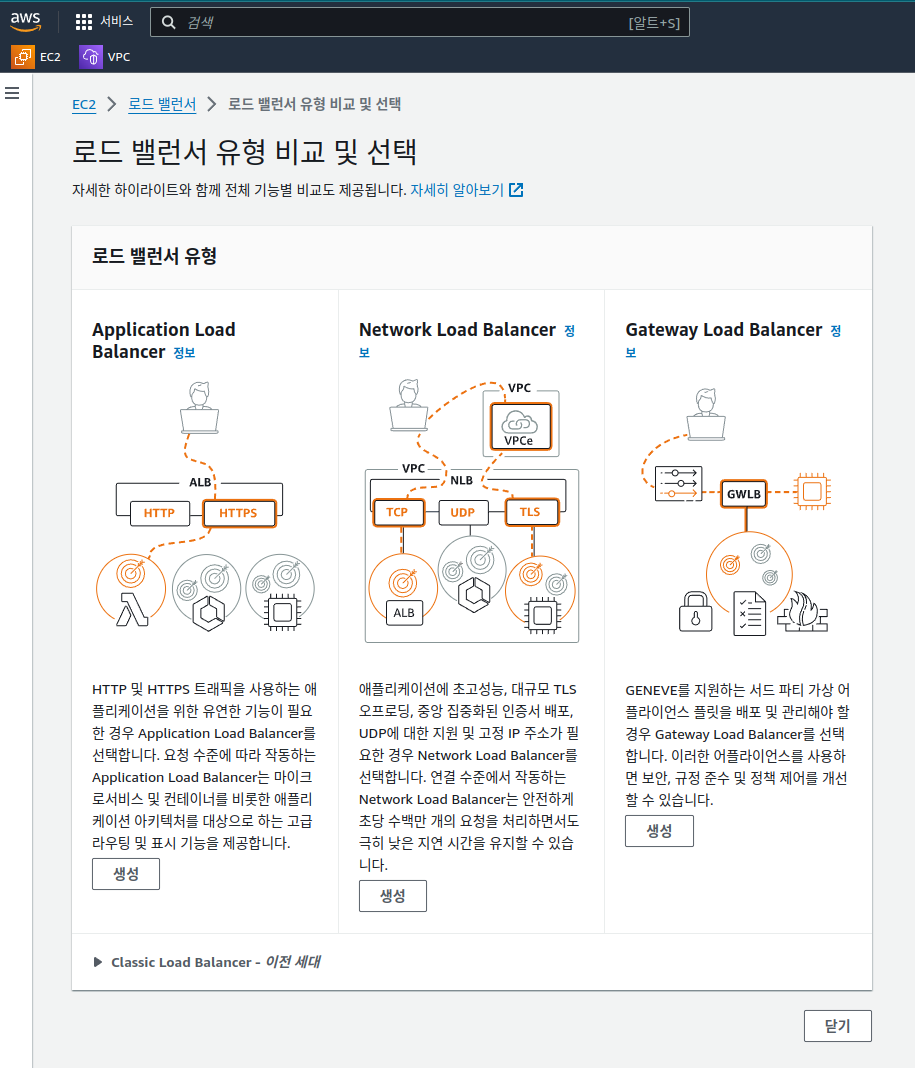 aws
서비스
검색
[알트+S]
EC2
VPC
EC2 > 로드 밸런서 > 로드 밸런서 유형 비교 및 선택
로드 밸런서 유형 비교 및 선택
자세한 하이라이트와 함께 전체 기능별 비교도 제공됩니다. 자세히 알아보기
로드 밸런서 유형
Application Load
Balancer 정보
ALB
HTTP
HTTPS
HTTP 및 HTTPS 트래픽을 사용하는 애
플리케이션을 위한 유연한 기능이 필요
한 경우 Application Load Balancer를
선택합니다. 요청 수준에 따라 작동하는
Application Load Balancer는 마이크
로서비스 및 컨테이너를 비롯한 애플리
케이션 아키텍처를 대상으로 하는 고급
라우팅 및 표시 기능을 제공합니다.
생성
Network Load Balancer 정
보
VPC
VPCe
VPC
NLB
TCP
UDP
TLS
ALB
애플리케이션에 초고성능, 대규모 TLS
오프로딩, 중앙 집중화된 인증서 배포,
UDP에 대한 지원 및 고정 IP 주소가 필
요한 경우 Network Load Balancer를
선택합니다. 연결 수준에서 작동하는
Network Load Balancer는 안전하게
초당 수백만 개의 요청을 처리하면서도
극히 낮은 지연 시간을 유지할 수 있습
니다.
생성
Gateway Load Balancer 정
보
GWLB
GENEVE를 지원하는 서드 파티 가상 어
플라이언스 플릿을 배포 및 관리해야 할
경우 Gateway Load Balancer를 선택
합니다. 이러한 어플라이언스를 사용하
면 보안, 규정 준수 및 정책 제어를 개선
할 수 있습니다.
생성
Classic Load Balancer - 이전 세대
닫기